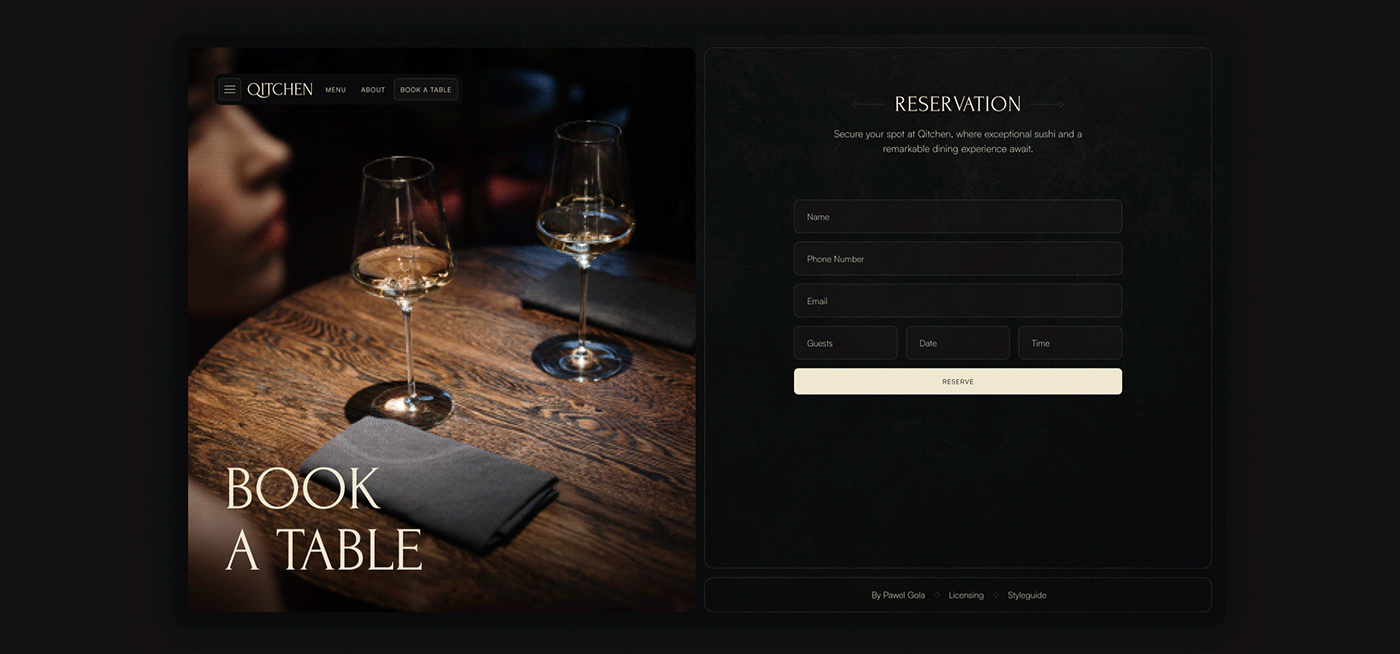 QITCHEN
MENU
ABOUT
BOOK A TABLE
BOOK
A TABLE
RESERVATION
Secure your spot at Qitchen, where exceptional sushi and a
remarkable dining experience await.
Name
Phone Number
Email
Guests
Date
Time
RESERVE
By Pawel Gola
Licensing
Styleguide